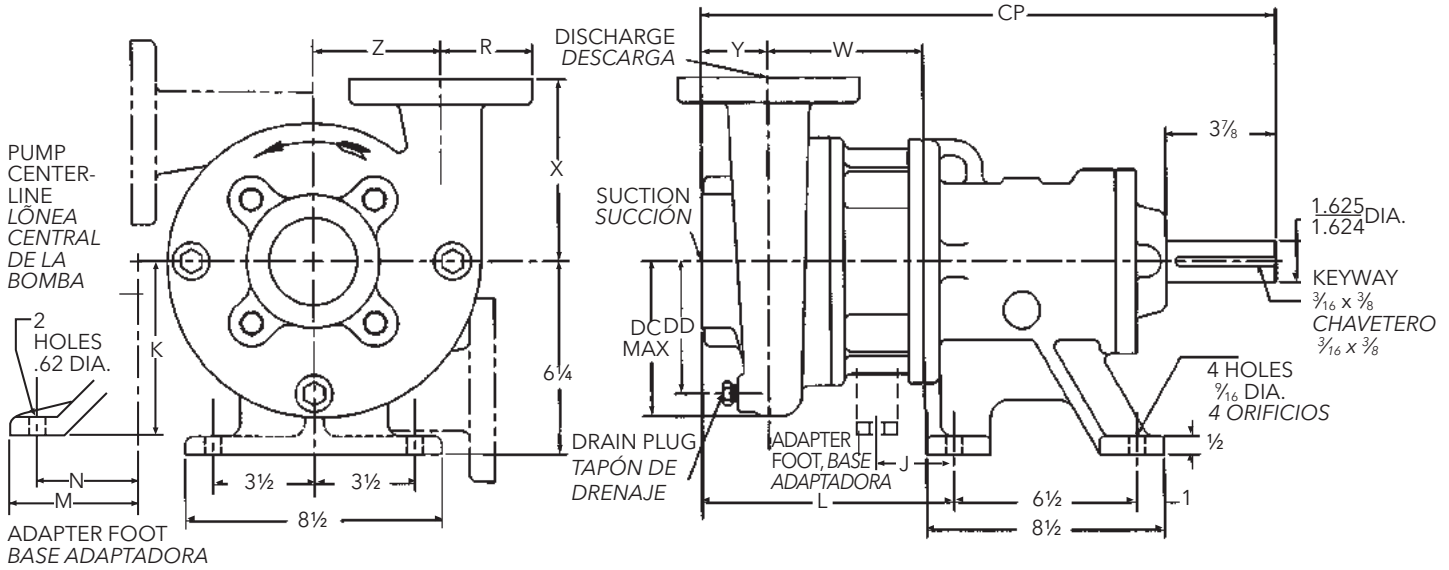 Z
R
X
PUMP
CENTER-
LINE
LÕNEA
CENTRAL
DE LA
BOMBA
2
HOLES
.62 DIA.
K
6¼
N
M
3½
3½
8½
ADAPTER FOOT
BASE ADAPTADORA
CP
DISCHARGE
DESCARGA
Y
W
3⅞
SUCTION
SUCCIÓN
1.625
1.624 DIA.
KEYWAY
3/16 x 3/8
CHAVETERO
3/16 x 3/8
DC DD
MAX
4 HOLES
9/16 DIA.
4 ORIFICIOS
½
DRAIN PLUG
TAPÓN DE
DRENAJE
ADAPTER
FOOT, BASE
ADAPTADORA
J
L
6½
1
8½